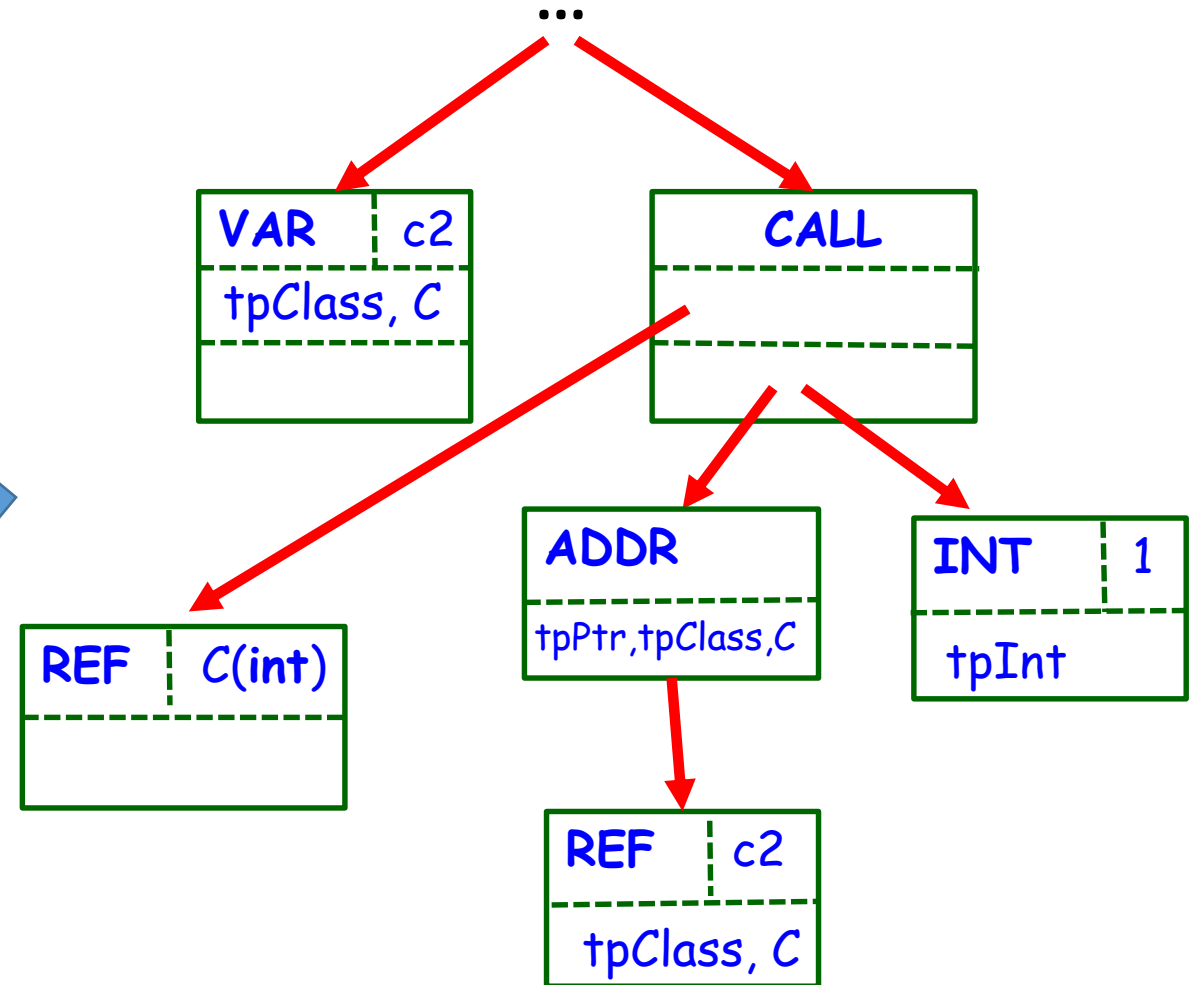 ...
VAR c2
tpClass, C
CALL
ADDR
tpPtr,tpClass,C
INT 1
tpInt
REF C(int)
REF c2
tpClass, C